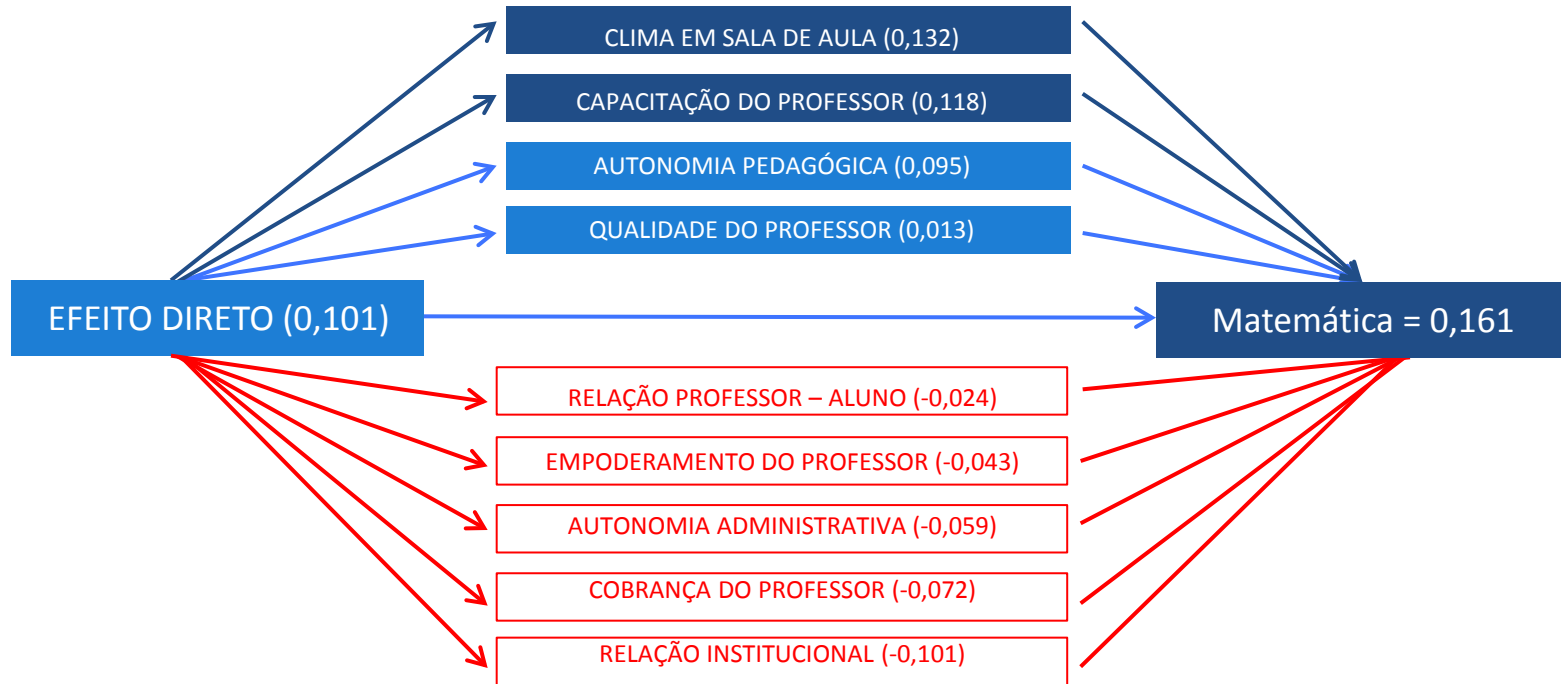 CLIMA EM SALA DE AULA (0,132)
CAPACITAÇÃO DO PROFESSOR (0,118)
AUTONOMIA PEDAGÓGICA (0,095)
QUALIDADE DO PROFESSOR (0,013)
EFEITO DIRETO (0,101)
Matemática = 0,161
RELAÇÃO PROFESSOR – ALUNO (-0,024)
EMPODERAMENTO DO PROFESSOR (-0,043)
AUTONOMIA ADMINISTRATIVA (-0,059)
COBRANÇA DO PROFESSOR (-0,072)
RELAÇÃO INSTITUCIONAL (-0,101)